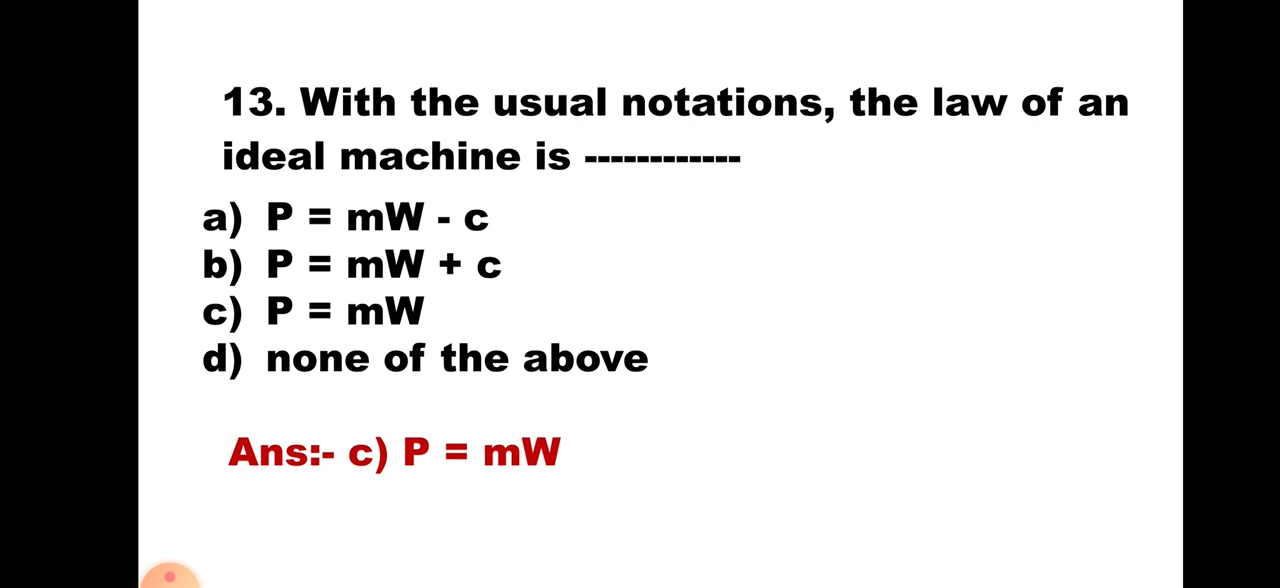 13. With the usual notations, the law of an
ideal machine is ------------
a) P = mW - c
b) P = mW + c
c) P = mW
d) none of the above
Ans:- c) P = mW